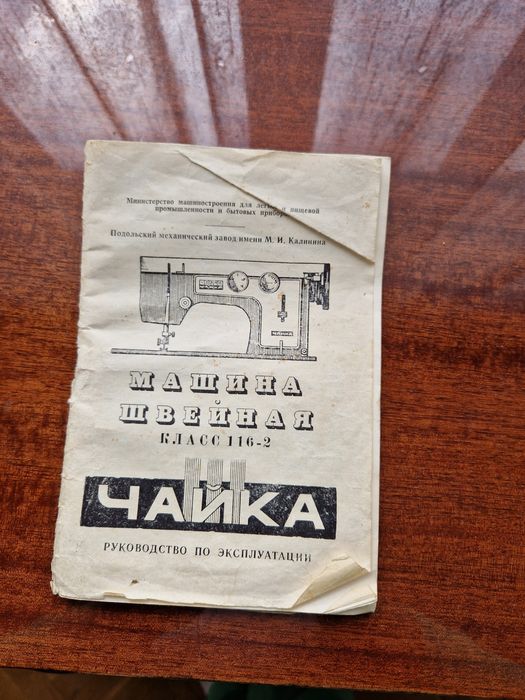 Министерство машиностроения для легкой и пищевой
промышленности и бытовых приборов
Подольский механический завод имени М. И. Калинина
чайка
МАШИНА
ШВЕЙНАЯ
КЛАСС 116-2
ЧАЙКА
РУКОВОДСТВО ПО ЭКСПЛУАТАЦИИ